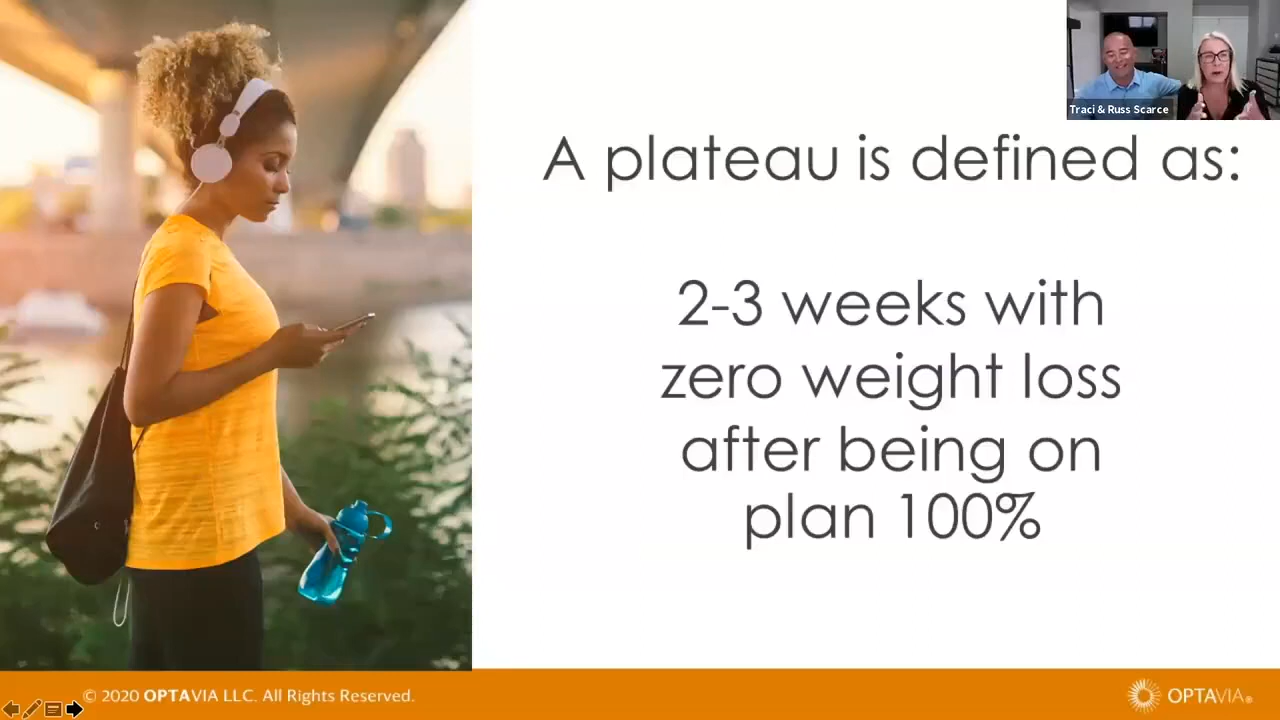 Traci & Russ Scarce
A plateau is defined as:
2-3 weeks with
zero weight loss
after being on
plan 100%
© 2020 OPTAVIA LLC. All Rights Reserved.
OPTAVIA®